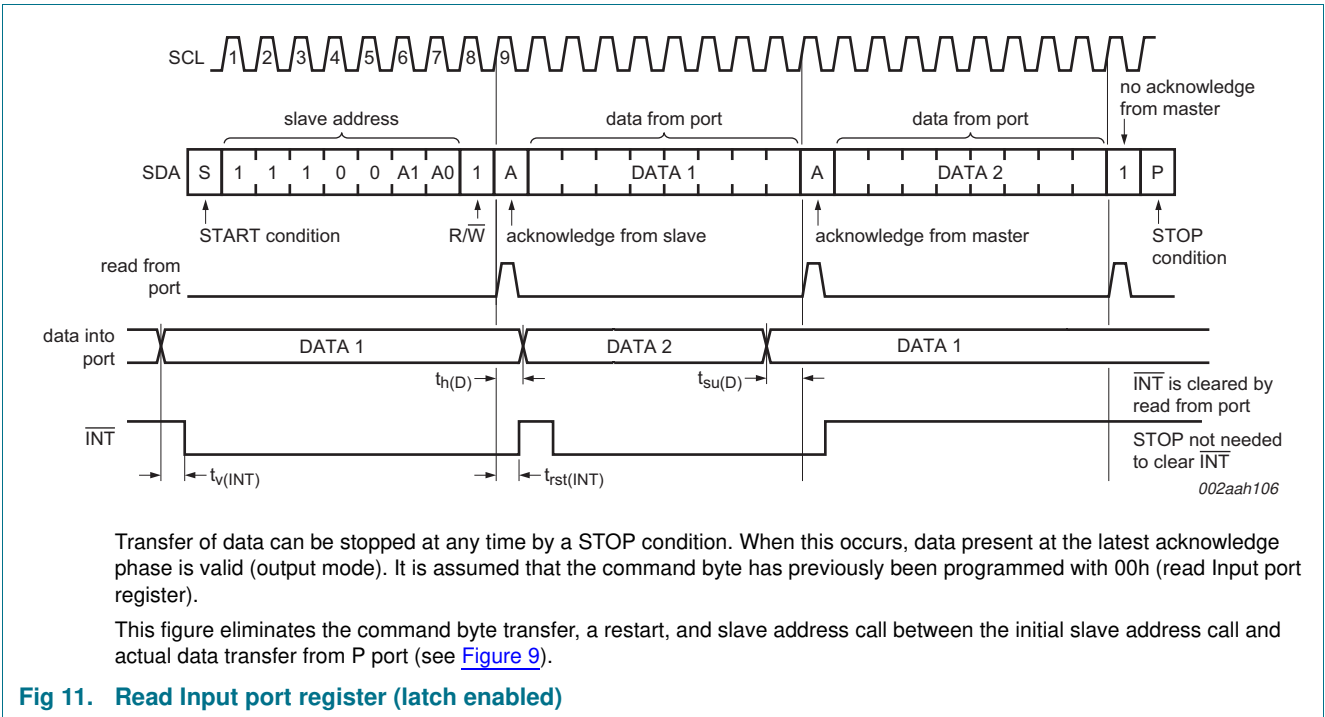 SCL 1 2 3 4 5 6 7 8 9
no acknowledge
from master
slave address data from port data from port
SDA S 1 1 1 0 0 A1 A0 1 A DATA 1 A DATA 2 1 P
START condition R/W̅ acknowledge from slave acknowledge from master STOP
condition
read from
port
data into
port
DATA 1 DATA 2 DATA 1
th(D) tsu(D)
I̅N̅T̅ is cleared by
read from port
I̅N̅T̅
STOP not needed
to clear I̅N̅T̅
tv(INT) trst(INT)
002aah106
Transfer of data can be stopped at any time by a STOP condition. When this occurs, data present at the latest acknowledge
phase is valid (output mode). It is assumed that the command byte has previously been programmed with 00h (read Input port
register).
This figure eliminates the command byte transfer, a restart, and slave address call between the initial slave address call and
actual data transfer from P port (see Figure 9).
Fig 11. Read Input port register (latch enabled)